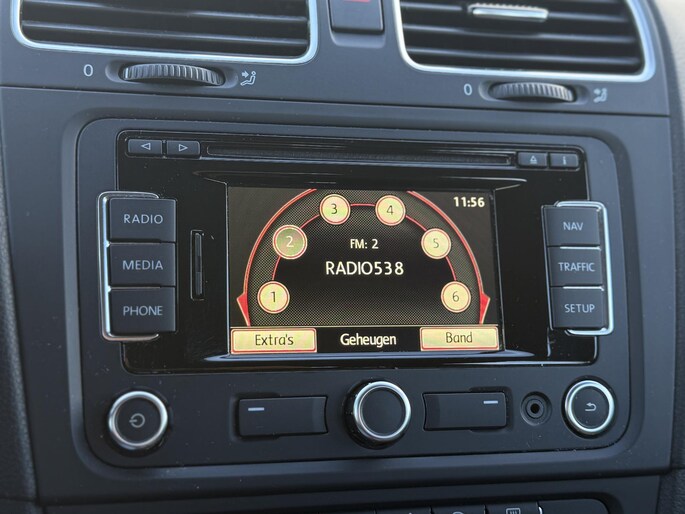 0
0
RADIO
MEDIA
PHONE
11:56
3
4
2
5
1
6
FM: 2
RADIO538
Extra's
Geheugen
Band
NAV
TRAFFIC
SETUP
i